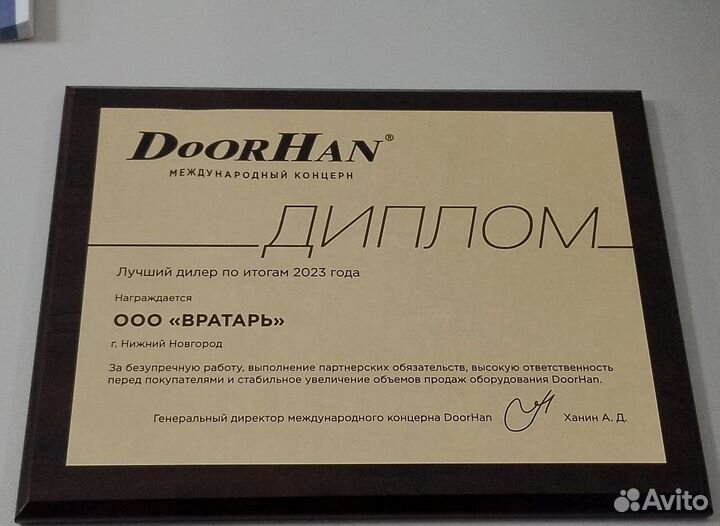 DOORHAN®
МЕЖДУНАРОДНЫЙ КОНЦЕРН
ДИПЛОМ
Лучший дилер по итогам 2023 года
Награждается
ООО «ВРАТАРЬ»
г. Нижний Новгород
За безупречную работу, выполнение партнерских обязательств, высокую ответственность
перед покупателями и стабильное увеличение объемов продаж оборудования DoorHan.
Генеральный директор международного концерна DoorHan Ханин А. Д.
Avito